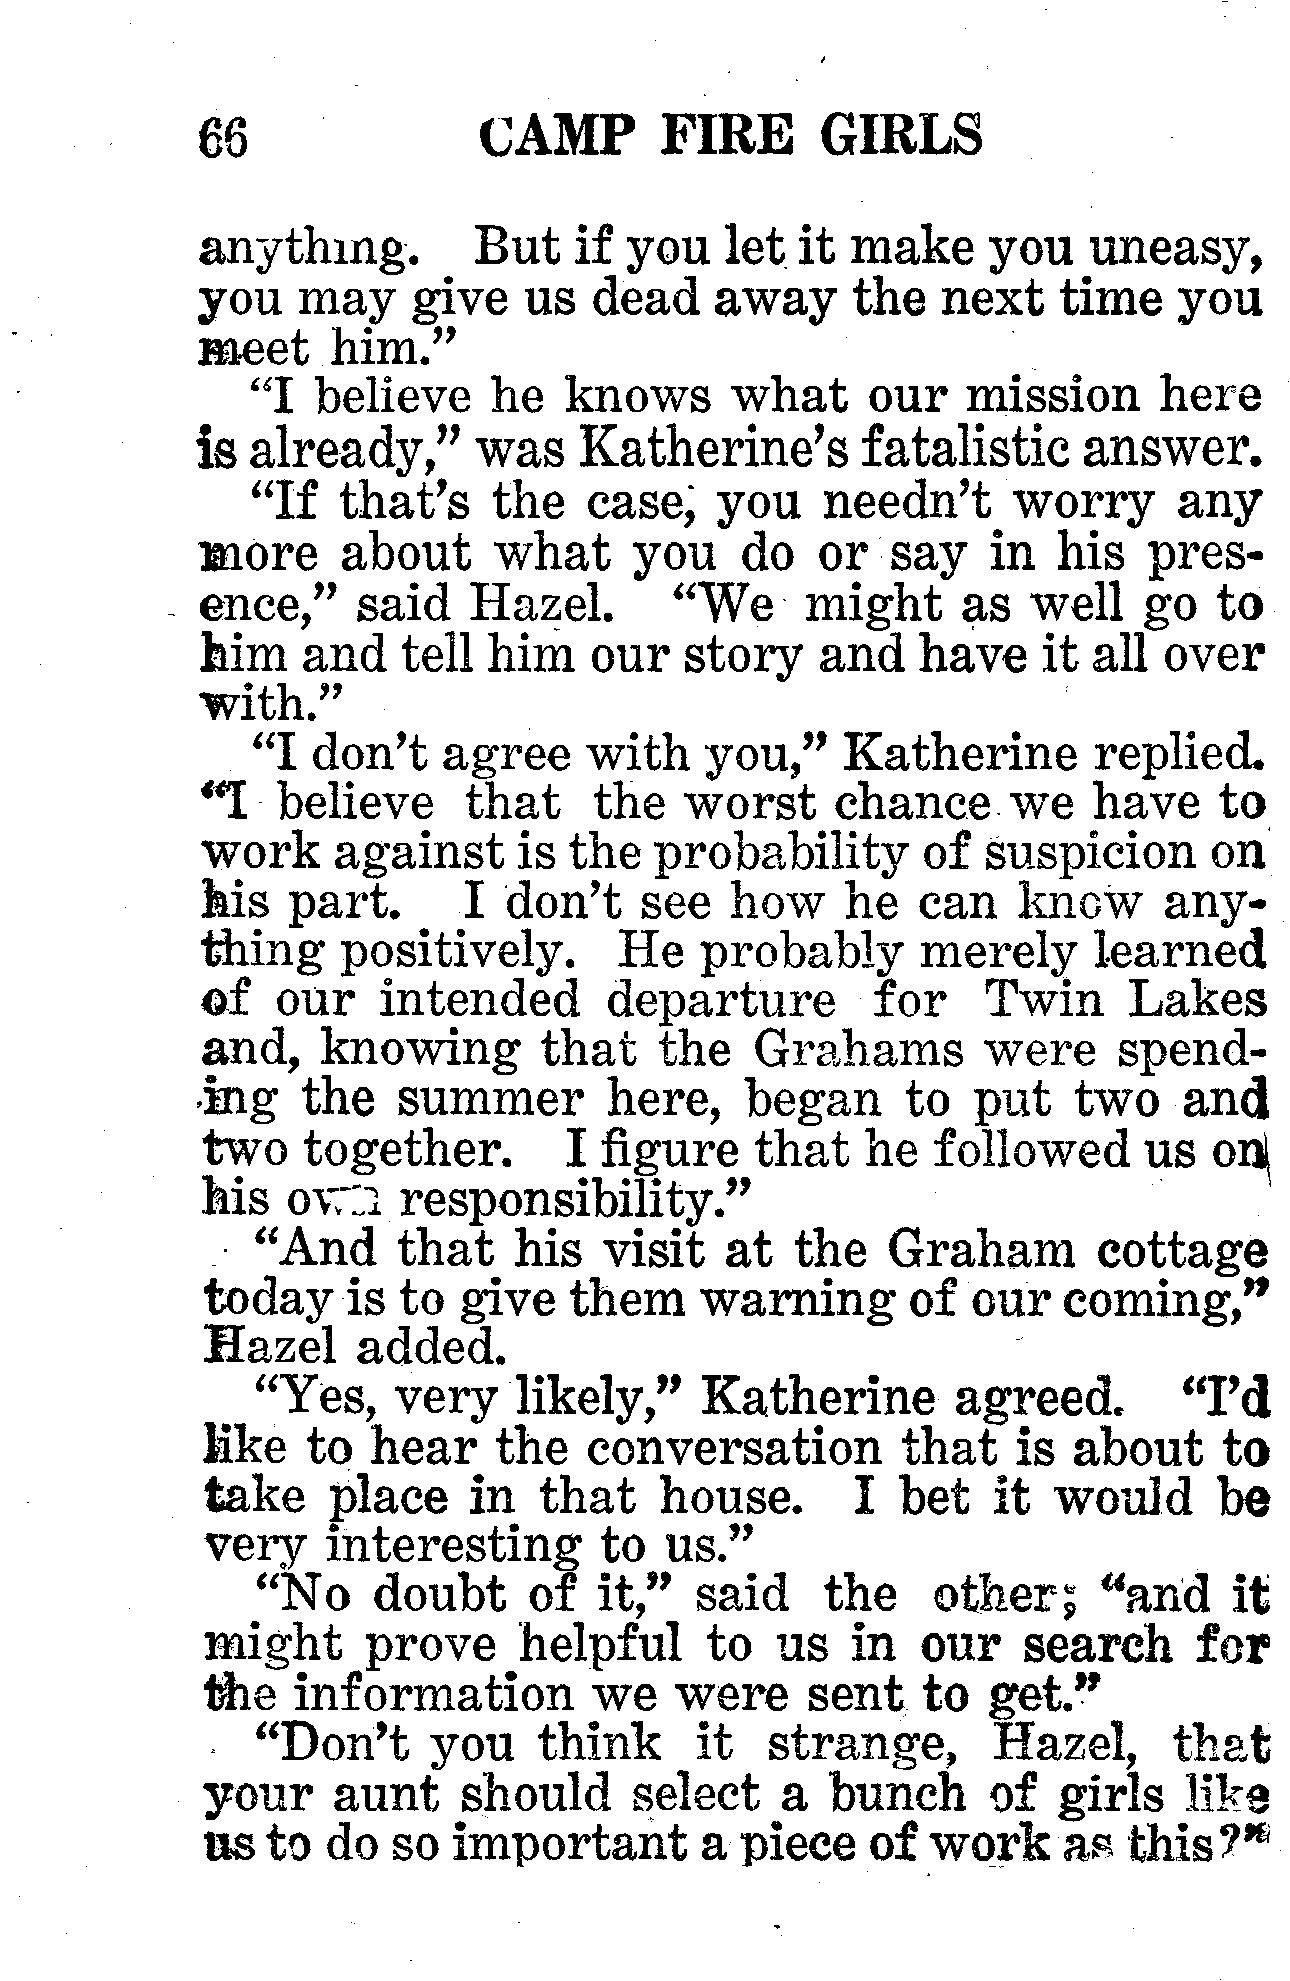 66 CAMP FIRE GIRLS
anything. But if you let it make you uneasy,
you may give us dead away the next time you
meet him.”
“I believe he knows what our mission here
is already,” was Katherine’s fatalistic answer.
“If that’s the case, you needn’t worry any
more about what you do or say in his pres-
ence,” said Hazel. “We might as well go to
him and tell him our story and have it all over
with.”
“I don’t agree with you,” Katherine replied.
“I believe that the worst chance we have to
work against is the probability of suspicion on
his part. I don’t see how he can know any-
thing positively. He probably merely learned
of our intended departure for Twin Lakes
and, knowing that the Grahams were spend-
ing the summer here, began to put two and
two together. I figure that he followed us on
his own responsibility.”
“And that his visit at the Graham cottage
today is to give them warning of our coming,”
Hazel added.
“Yes, very likely,” Katherine agreed. “I’d
like to hear the conversation that is about to
take place in that house. I bet it would be
very interesting to us.”
“No doubt of it,” said the other; “and it
might prove helpful to us in our search for
the information we were sent to get.”
“Don’t you think it strange, Hazel, that
your aunt should select a bunch of girls like
us to do so important a piece of work as this?”